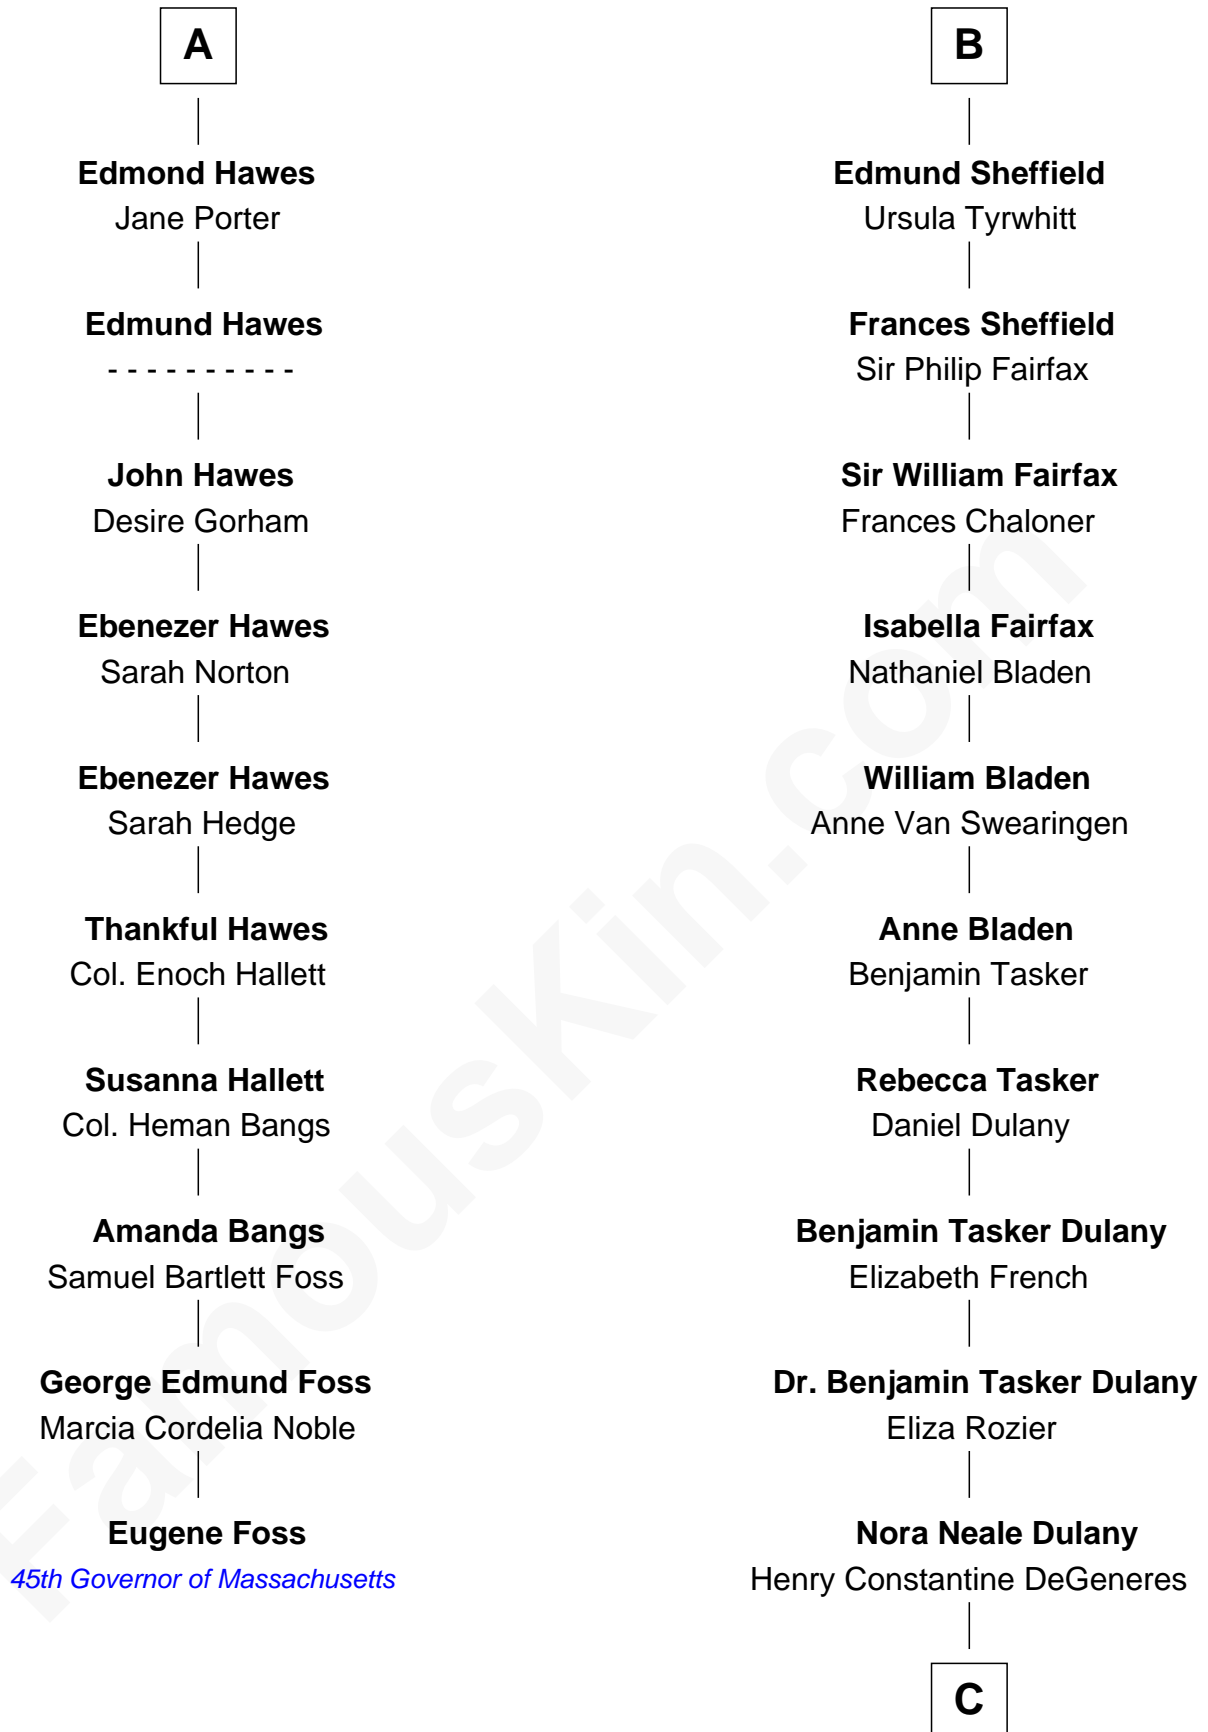 A
Edmond Hawes
Jane Porter
Edmund Hawes
- - - - - - - - - -
John Hawes
Desire Gorham
Ebenezer Hawes
Sarah Norton
Ebenezer Hawes
Sarah Hedge
Thankful Hawes
Col. Enoch Hallett
Susanna Hallett
Col. Heman Bangs
Amanda Bangs
Samuel Bartlett Foss
George Edmund Foss
Marcia Cordelia Noble
Eugene Foss
45th Governor of Massachusetts
B
Edmund Sheffield
Ursula Tyrwhitt
Frances Sheffield
Sir Philip Fairfax
Sir William Fairfax
Frances Chaloner
Isabella Fairfax
Nathaniel Bladen
William Bladen
Anne Van Swearingen
Anne Bladen
Benjamin Tasker
Rebecca Tasker
Daniel Dulany
Benjamin Tasker Dulany
Elizabeth French
Dr. Benjamin Tasker Dulany
Eliza Rozier
Nora Neale Dulany
Henry Constantine DeGeneres
C
FamousKin.com